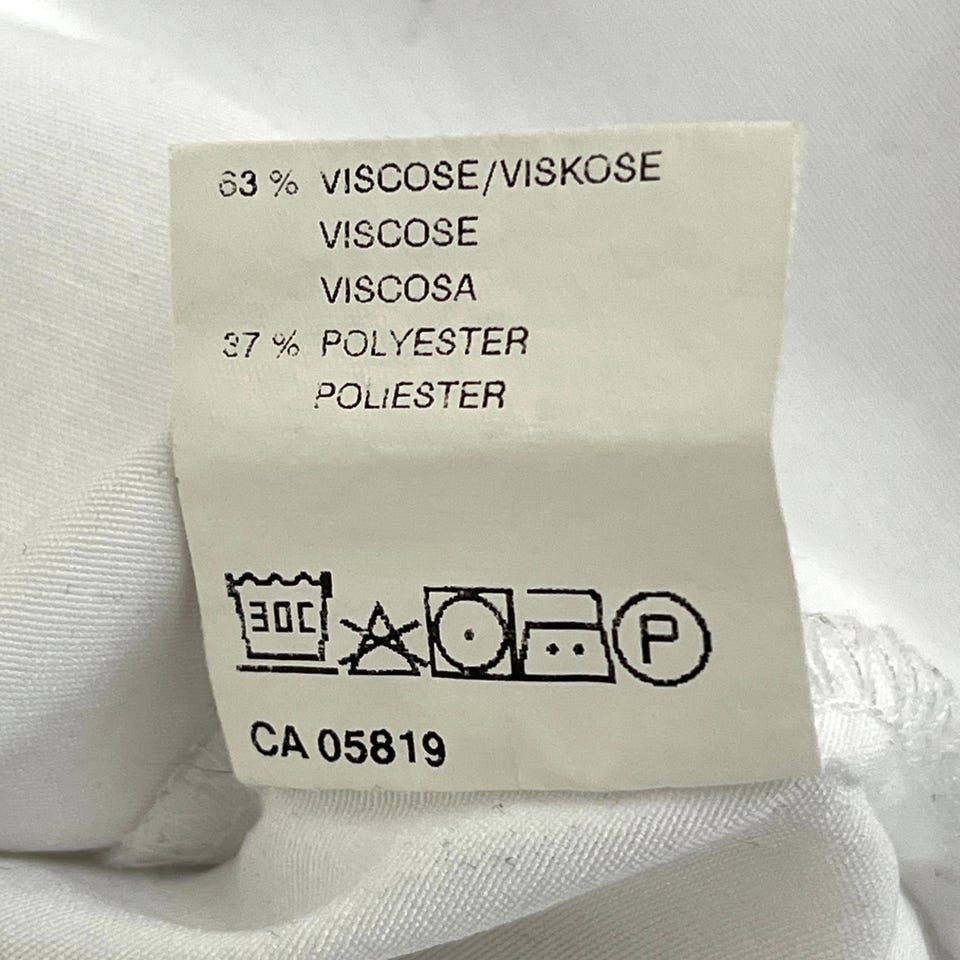 63 % VISCOSE/VISKOSE
VISCOSE
VISCOSA
37 % POLYESTER
POLIESTER
30C P
CA 05819